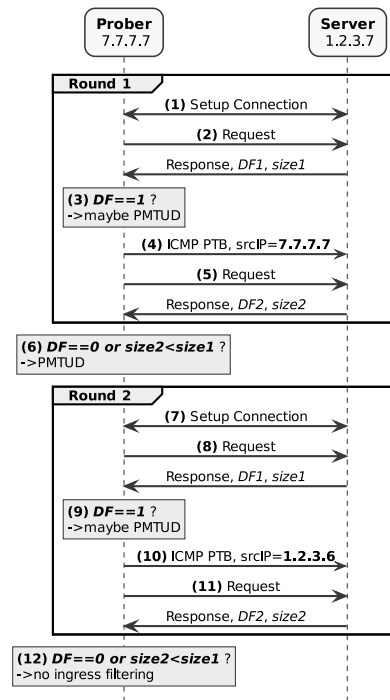 Prober
7.7.7.7
Server
1.2.3.7
Round 1
(1) Setup Connection
(2) Request
Response, DF1, size1
(3) DF==1 ?
->maybe PMTUD
(4) ICMP PTB, srcIP=7.7.7.7
(5) Request
Response, DF2, size2
(6) DF==0 or size2<size1 ?
->PMTUD
Round 2
(7) Setup Connection
(8) Request
Response, DF1, size1
(9) DF==1 ?
->maybe PMTUD
(10) ICMP PTB, srcIP=1.2.3.6
(11) Request
Response, DF2, size2
(12) DF==0 or size2<size1 ?
->no ingress filtering